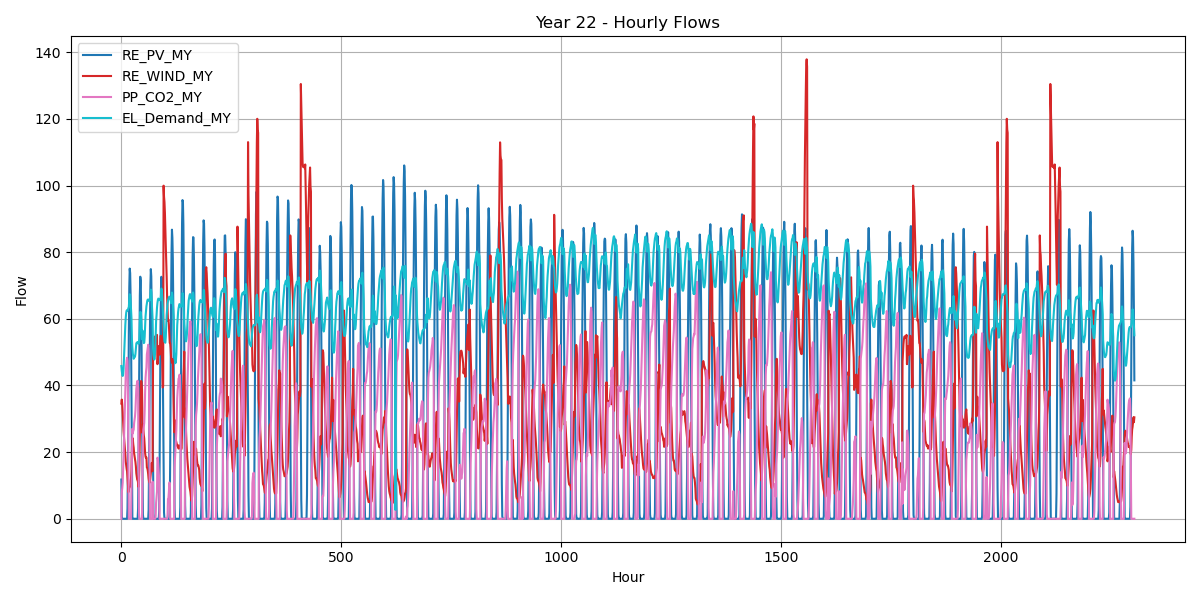 Year 22 - Hourly Flows
RE_PV_MY
RE_WIND_MY
PP_CO2_MY
EL_Demand_MY
Flow
140
120
100
80
60
40
20
0
0 500 1000 1500 2000
Hour